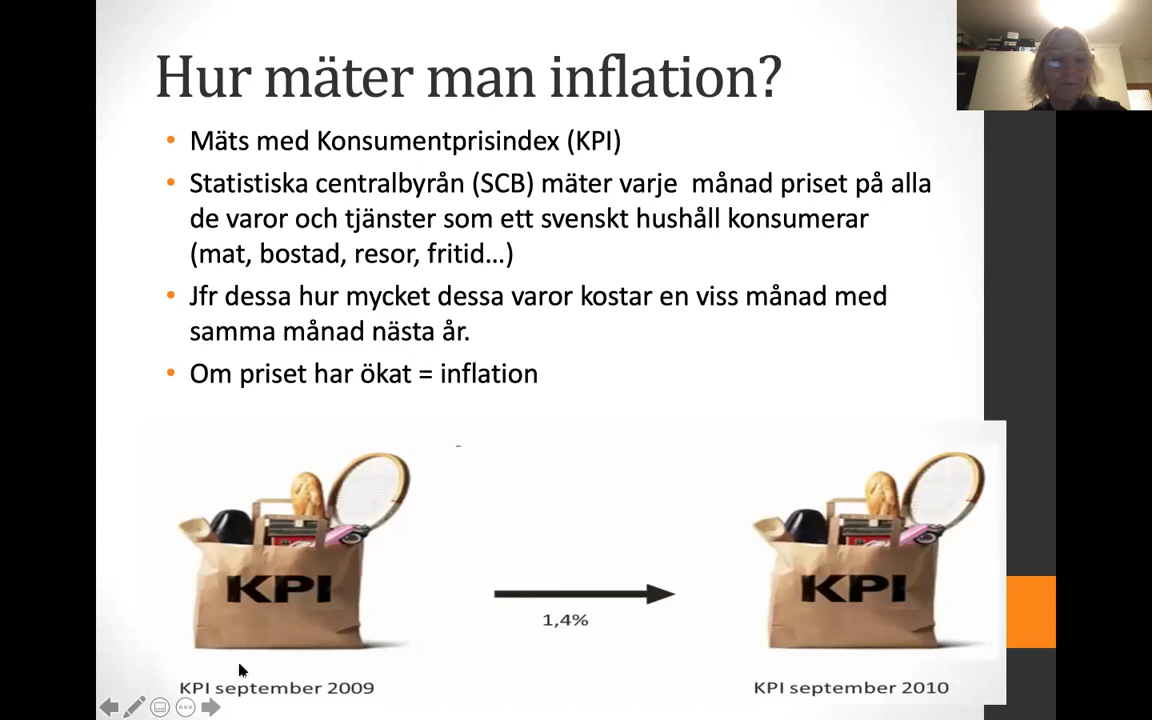 Hur mäter man inflation?
Mäts med Konsumentprisindex (KPI)
Statistiska centralbyrån (SCB) mäter varje  månad priset på alla
de varor och tjänster som ett svenskt hushåll konsumerar
(mat, bostad, resor, fritid…)
Jfr dessa hur mycket dessa varor kostar en viss månad med
samma månad nästa år.
Om priset har ökat = inflation
KPI
KPI
1,4%
KPI september 2009
KPI september 2010